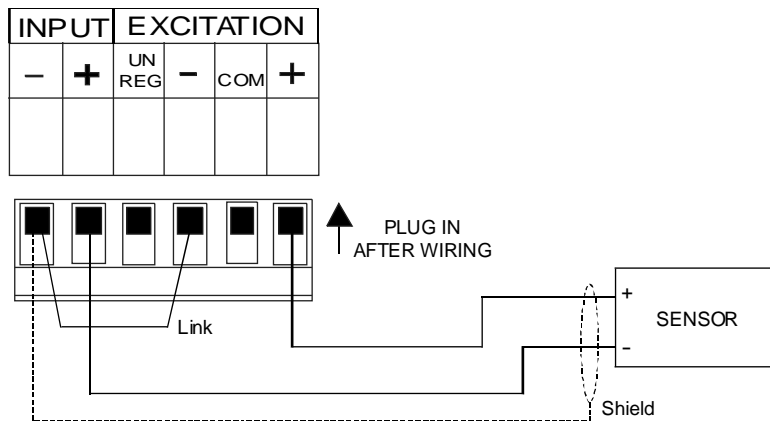 INPUT EXCITATION
– + UN REG – COM +
PLUG IN
AFTER WIRING
+
SENSOR
–
Link
Shield